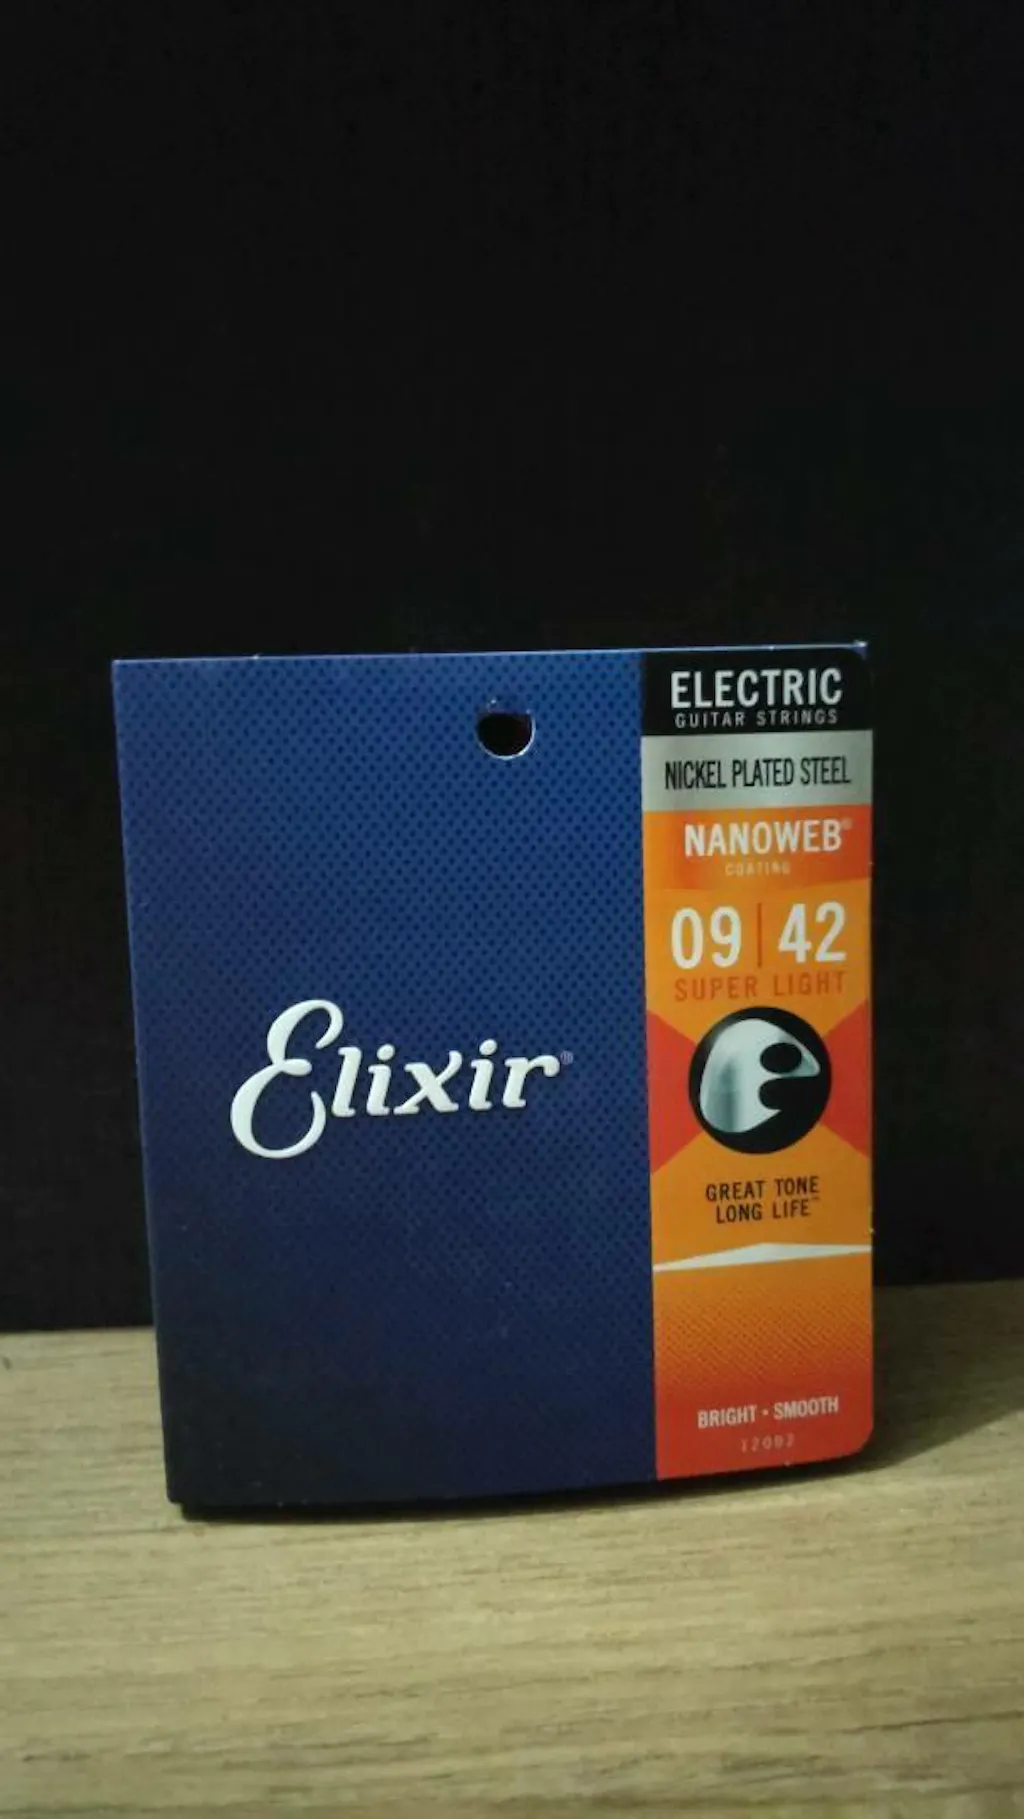 ELECTRIC
GUITAR STRINGS
NICKEL PLATED STEEL
NANOWEB®
COATING
09 | 42
SUPER LIGHT
Elixir®
GREAT TONE
LONG LIFE™
BRIGHT • SMOOTH
12002